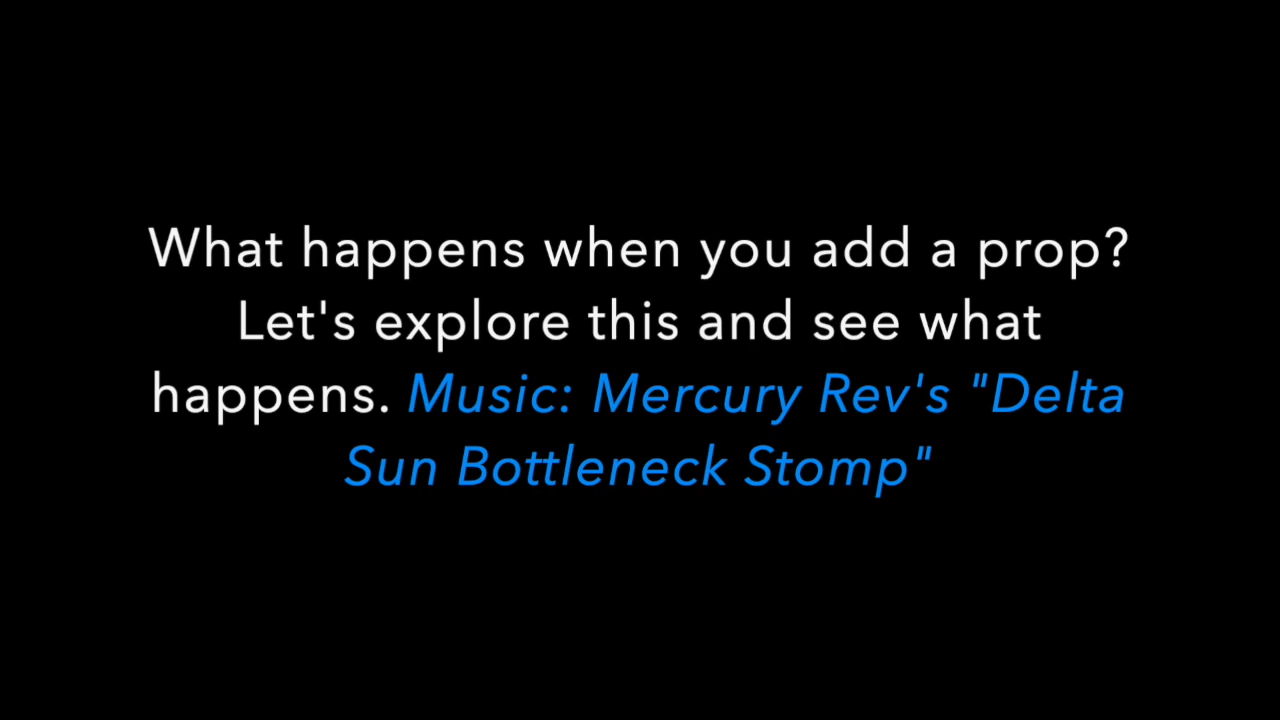 What happens when you add a prop?
Let's explore this and see what
happens. Music: Mercury Rev's "Delta
Sun Bottleneck Stomp"